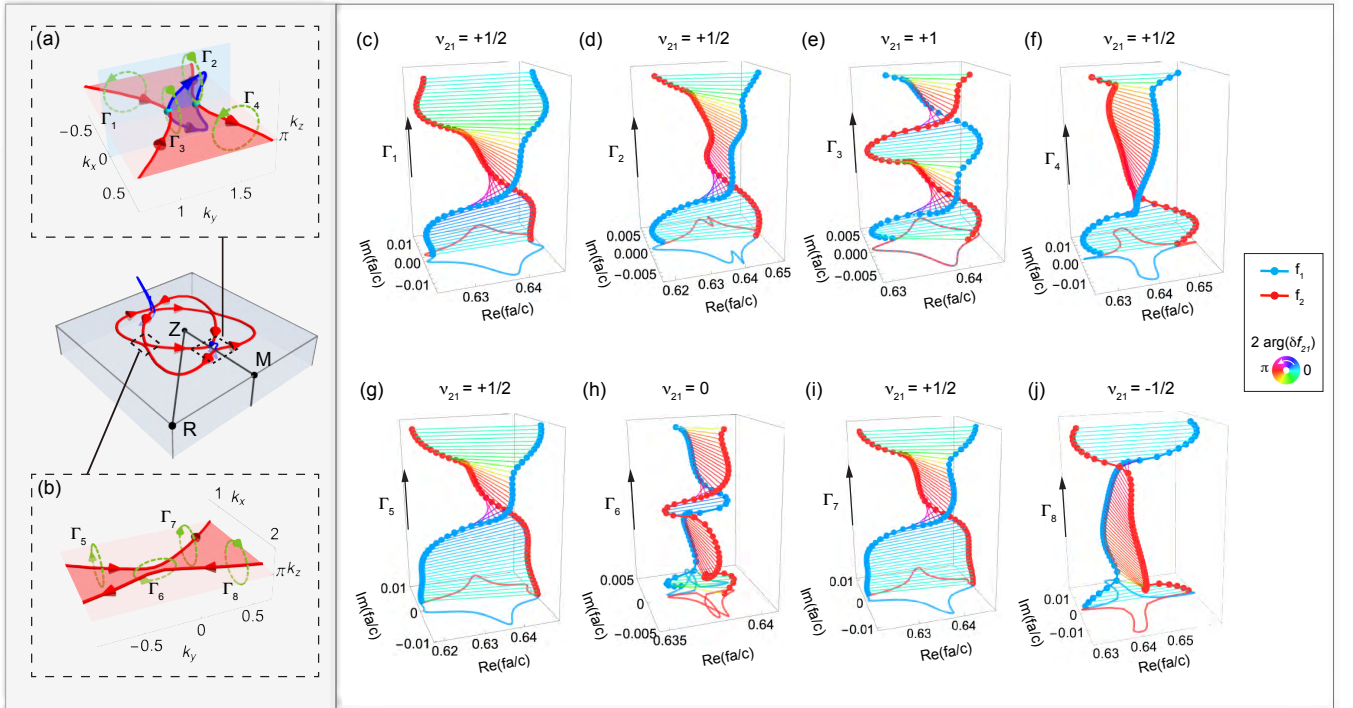 (a)
Γ₂
Γ₄
Γ₁
Γ₃
π
k_z
−0.5
0
0.5
k_x
1
1.5
k_y
Z
M
R
(b)
Γ₅
Γ₇
Γ₆
Γ₈
1
k_x
2
π
k_z
−0.5
0
0.5
k_y
(c)
ν₂₁ = +1/2
Γ₁
0.01
0.00
−0.01
Im(fa/c)
0.63
0.64
Re(fa/c)
(d)
ν₂₁ = +1/2
Γ₂
0.005
0
−0.005
Im(fa/c)
0.62
0.63
0.64
0.65
Re(fa/c)
(e)
ν₂₁ = +1
Γ₃
0.005
0.000
−0.005
Im(fa/c)
0.63
0.64
Re(fa/c)
(f)
ν₂₁ = +1/2
Γ₄
0.01
0.00
−0.01
Im(fa/c)
0.63
0.64
0.65
Re(fa/c)
f₁
f₂
2 arg(δf₂₁)
π
0
(g)
ν₂₁ = +1/2
Γ₅
0.01
0
−0.01
Im(fa/c)
0.62
0.63
0.64
Re(fa/c)
(h)
ν₂₁ = 0
Γ₆
0.005
0
−0.005
Im(fa/c)
0.635
0.64
Re(fa/c)
(i)
ν₂₁ = +1/2
Γ₇
0.01
0
−0.01
Im(fa/c)
0.63
0.64
Re(fa/c)
(j)
ν₂₁ = -1/2
Γ₈
0.01
0
−0.01
Im(fa/c)
0.63
0.64
0.65
Re(fa/c)